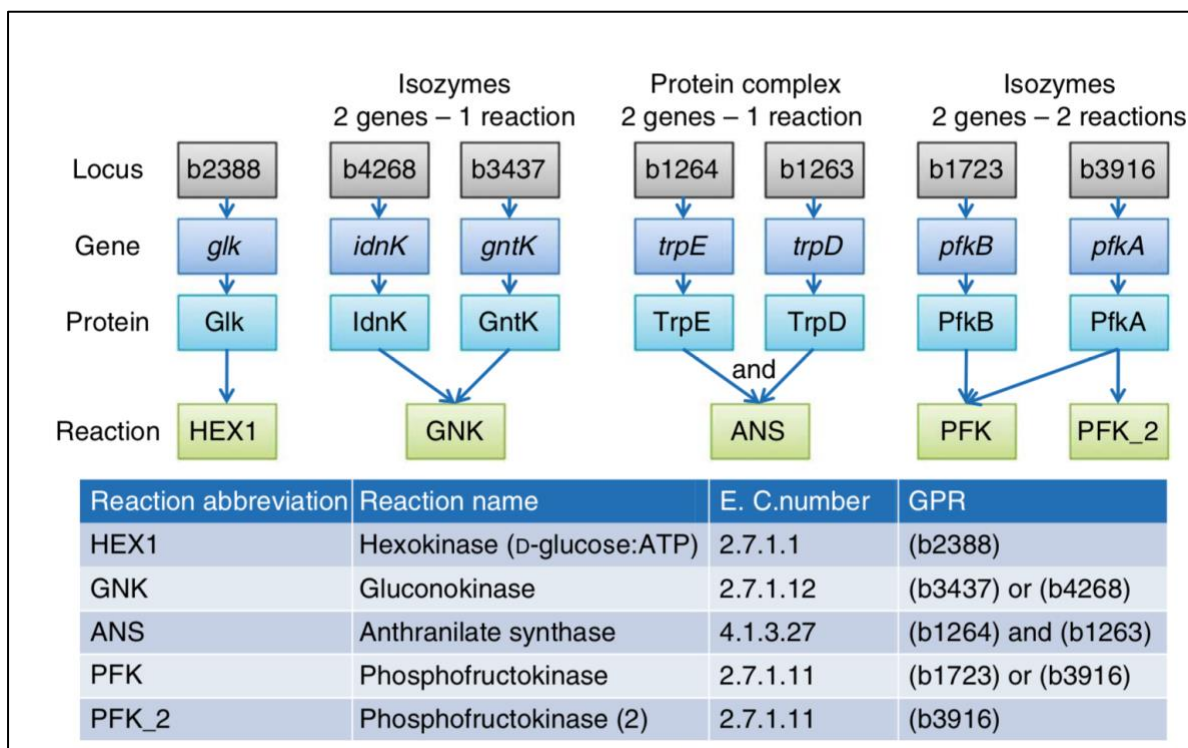 Isozymes Protein complex Isozymes
2 genes – 1 reaction 2 genes – 1 reaction 2 genes – 2 reactions
Locus b2388 b4268 b3437 b1264 b1263 b1723 b3916
Gene glk idnK gntK trpE trpD pfkB pfkA
Protein Glk IdnK GntK TrpE TrpD PfkB PfkA
and
Reaction HEX1 GNK ANS PFK PFK_2
Reaction abbreviation Reaction name E. C.number GPR
HEX1 Hexokinase (D-glucose:ATP) 2.7.1.1 (b2388)
GNK Gluconokinase 2.7.1.12 (b3437) or (b4268)
ANS Anthranilate synthase 4.1.3.27 (b1264) and (b1263)
PFK Phosphofructokinase 2.7.1.11 (b1723) or (b3916)
PFK_2 Phosphofructokinase (2) 2.7.1.11 (b3916)